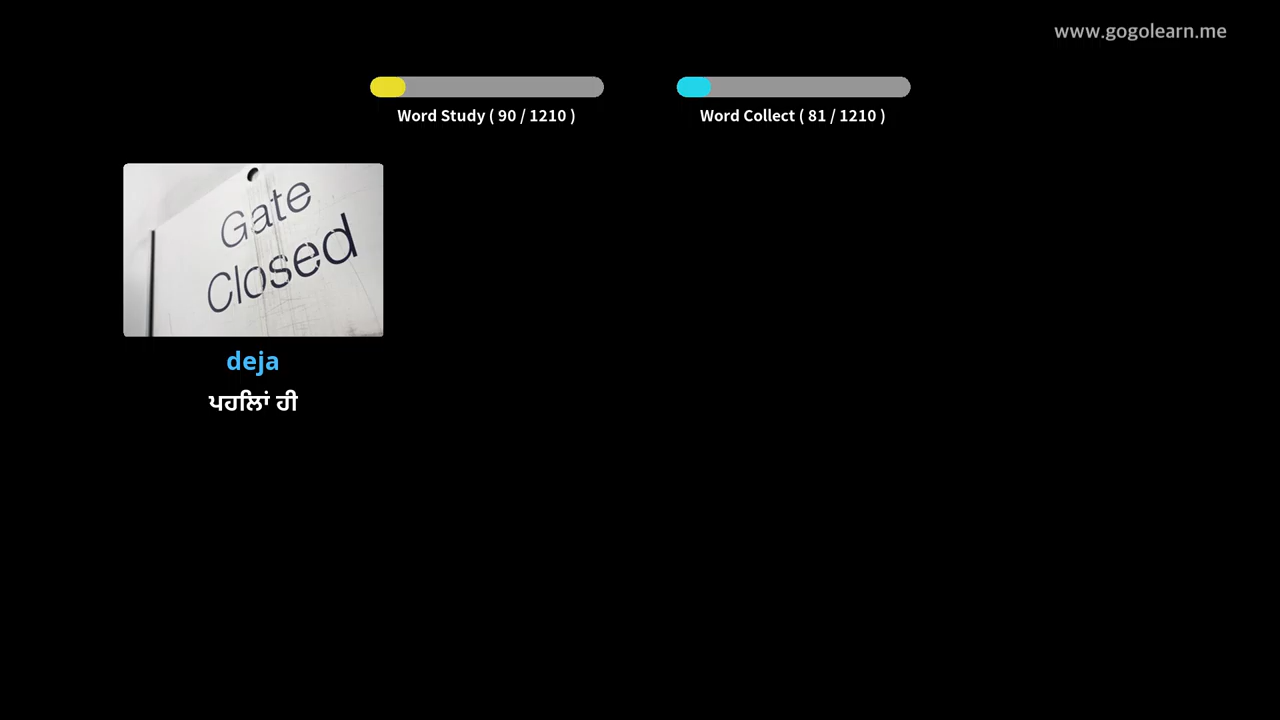 www.gogolearn.me
Word Study ( 90 / 1210 )
Word Collect ( 81 / 1210 )
Gate
Closed
deja
ਪਹਿਲਾਂ ਹੀ